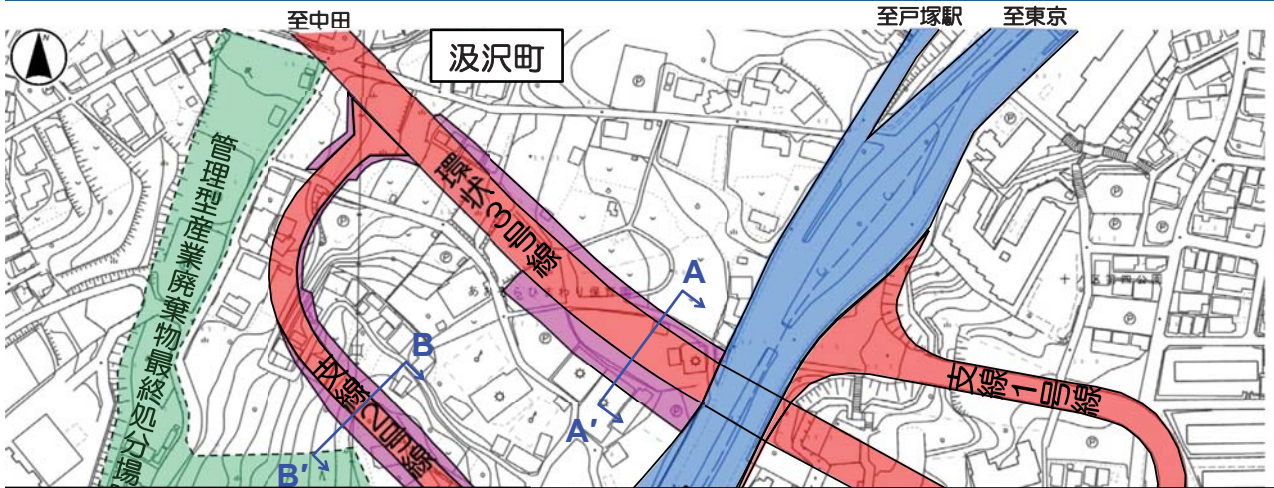 至中田
至戸塚駅
至東京
汲沢町
管理型産業廃棄物最終処分場
環状3号線
A
A'
B
B'
支線2号線
支線1号線